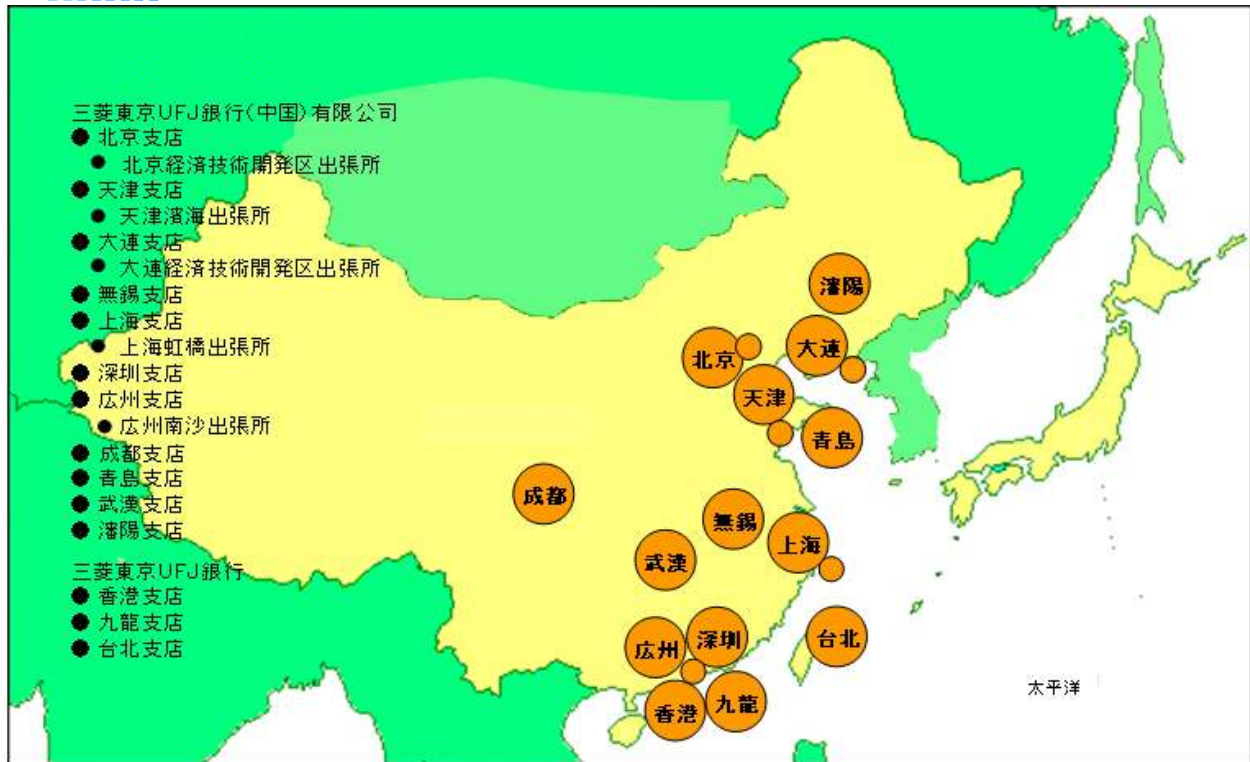 三菱東京UFJ銀行(中国)有限公司
● 北京支店
● 北京経済技術開発区出張所
● 天津支店
● 天津濱海出張所
● 大連支店
● 大連経済技術開発区出張所
● 無錫支店
● 上海支店
● 上海虹橋出張所
● 深圳支店
● 広州支店
● 広州南沙出張所
● 成都支店
● 青島支店
● 武漢支店
● 瀋陽支店
三菱東京UFJ銀行
● 香港支店
● 九龍支店
● 台北支店
瀋陽
北京
大連
天津
青島
成都
無錫
上海
武漢
広州
深圳
台北
香港
九龍
太平洋